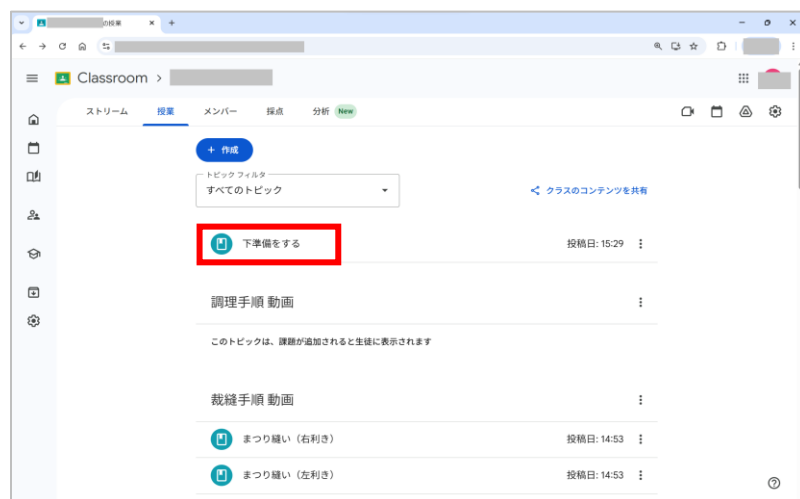 の授業
Classroom >
ストリーム 授業 メンバー 採点 分析 New
+ 作成
トピック フィルタ
すべてのトピック
クラスのコンテンツを共有
下準備をする 投稿日: 15:29
調理手順 動画
このトピックは、課題が追加されると生徒に表示されます
裁縫手順 動画
まつり縫い（右利き） 投稿日: 14:53
まつり縫い（左利き） 投稿日: 14:53